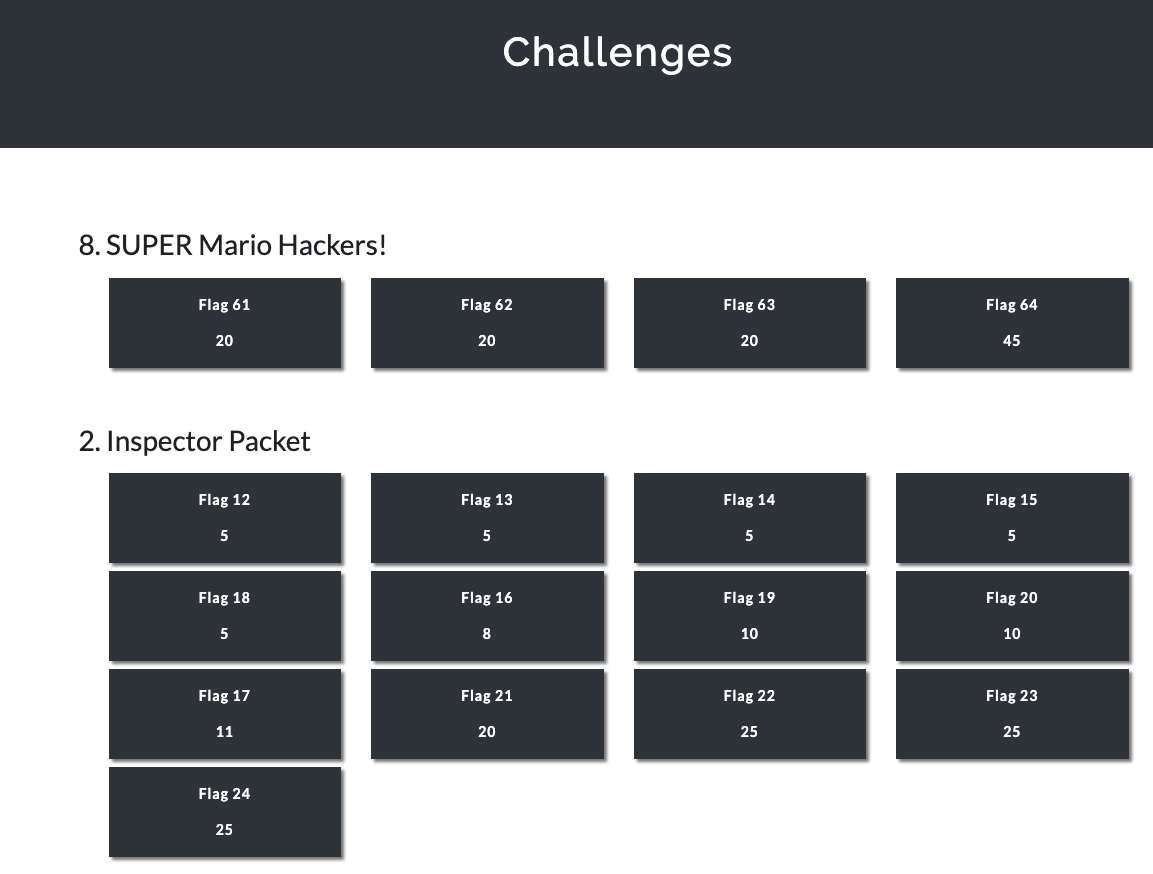 Challenges
8. SUPER Mario Hackers!
Flag 61
20
Flag 62
20
Flag 63
20
Flag 64
45
2. Inspector Packet
Flag 12
5
Flag 13
5
Flag 14
5
Flag 15
5
Flag 18
5
Flag 16
8
Flag 19
10
Flag 20
10
Flag 17
11
Flag 21
20
Flag 22
25
Flag 23
25
Flag 24
25